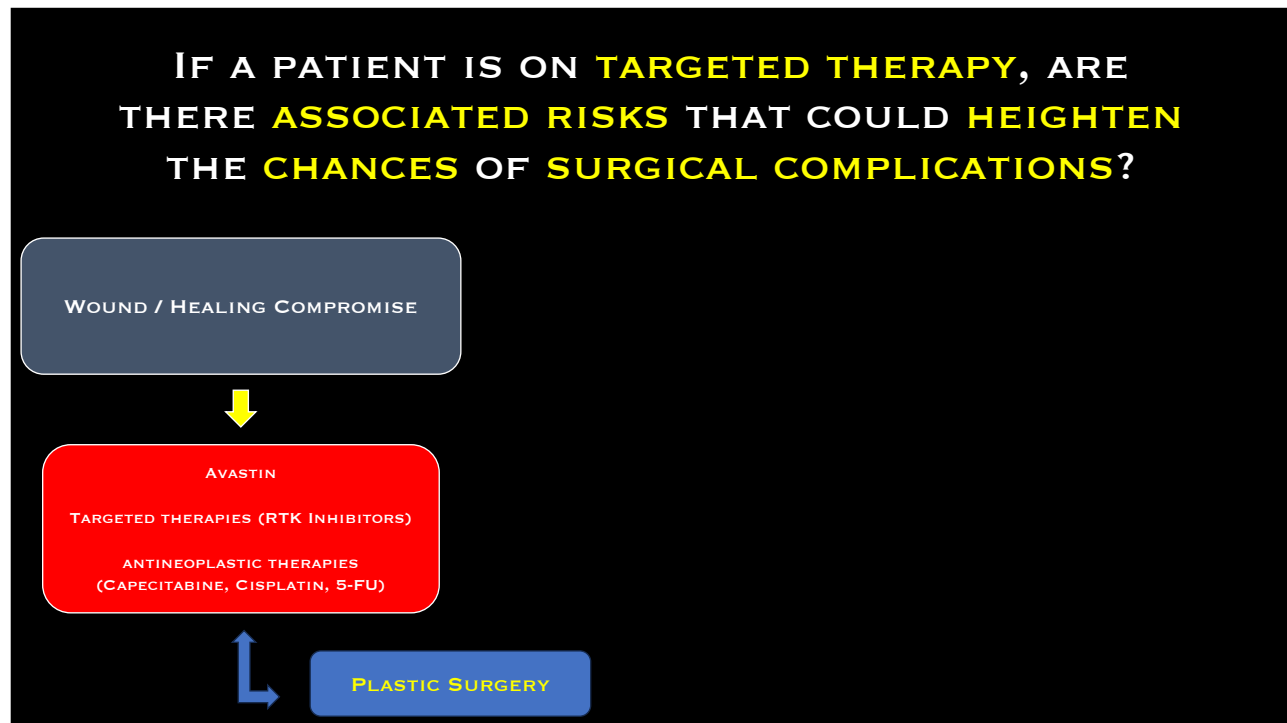 If a patient is on targeted therapy, are
there associated risks that could heighten
the chances of surgical complications?
Wound / Healing Compromise
Avastin
Targeted therapies (RTK Inhibitors)
antineoplastic therapies
(Capecitabine, Cisplatin, 5-FU)
Plastic Surgery